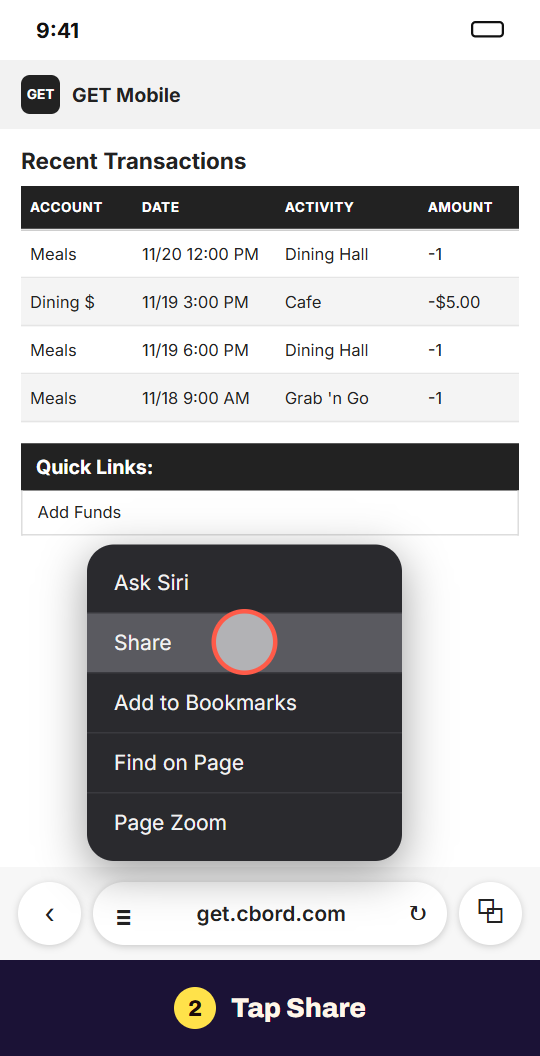 9:41
GET GET Mobile
Recent Transactions
ACCOUNT DATE ACTIVITY AMOUNT
Meals 11/20 12:00 PM Dining Hall -1
Dining $ 11/19 3:00 PM Cafe -$5.00
Meals 11/19 6:00 PM Dining Hall -1
Meals 11/18 9:00 AM Grab 'n Go -1
Quick Links:
Add Funds
Ask Siri
Share
Add to Bookmarks
Find on Page
Page Zoom
get.cbord.com
2 Tap Share